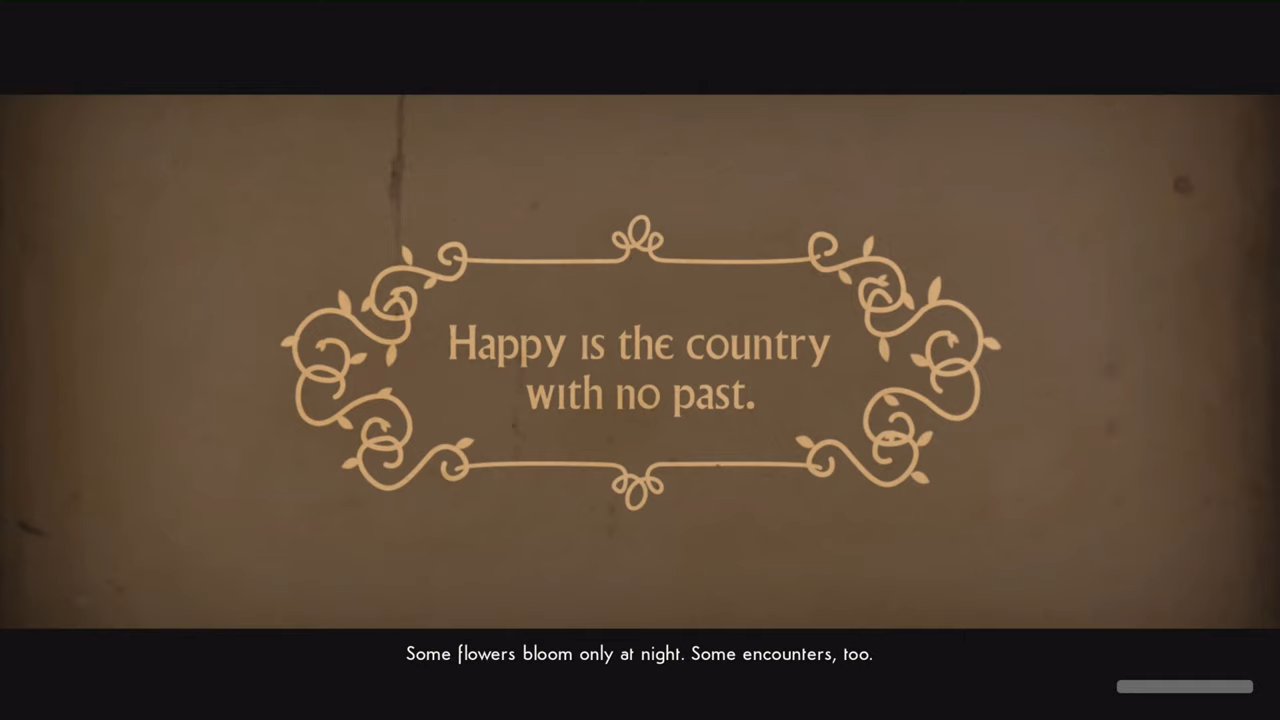 Happy is the country
with no past.
Some flowers bloom only at night. Some encounters, too.